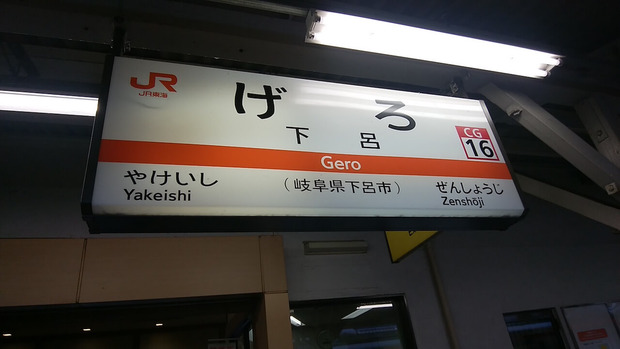 JR
JR東海
げろ
下呂
CG
16
Gero
やけいし
Yakeishi
（岐阜県下呂市）
ぜんしょうじ
Zenshōji